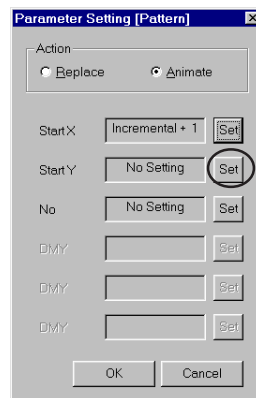 Parameter Setting [Pattern]
Action
Replace Animate
Start X Incremental + 1 Set
Start Y No Setting Set
No No Setting Set
DMY Set
DMY Set
DMY Set
OK Cancel